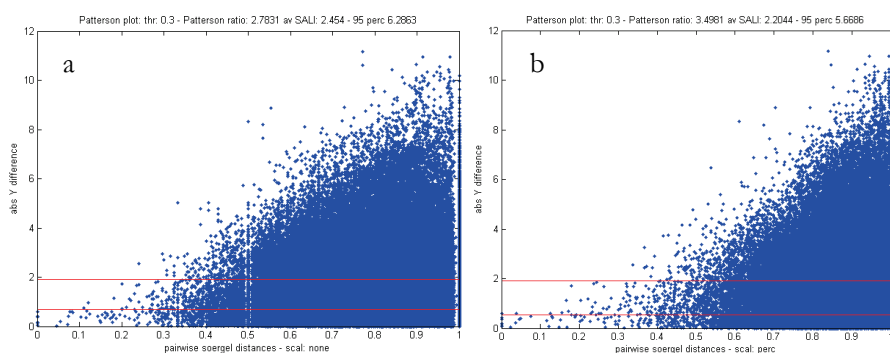 Patterson plot: thr: 0.3 - Patterson ratio: 2.7831 av SALI: 2.454 - 95 perc 6.2863
a
12
10
8
6
4
2
0
abs Y difference
0 0.1 0.2 0.3 0.4 0.5 0.6 0.7 0.8 0.9 1
pairwise soergel distances - scal: none
Patterson plot: thr: 0.3 - Patterson ratio: 3.4981 av SALI: 2.2044 - 95 perc 5.6686
b
12
10
8
6
4
2
0
abs Y difference
0 0.1 0.2 0.3 0.4 0.5 0.6 0.7 0.8 0.9
pairwise soergel distances - scal: perc